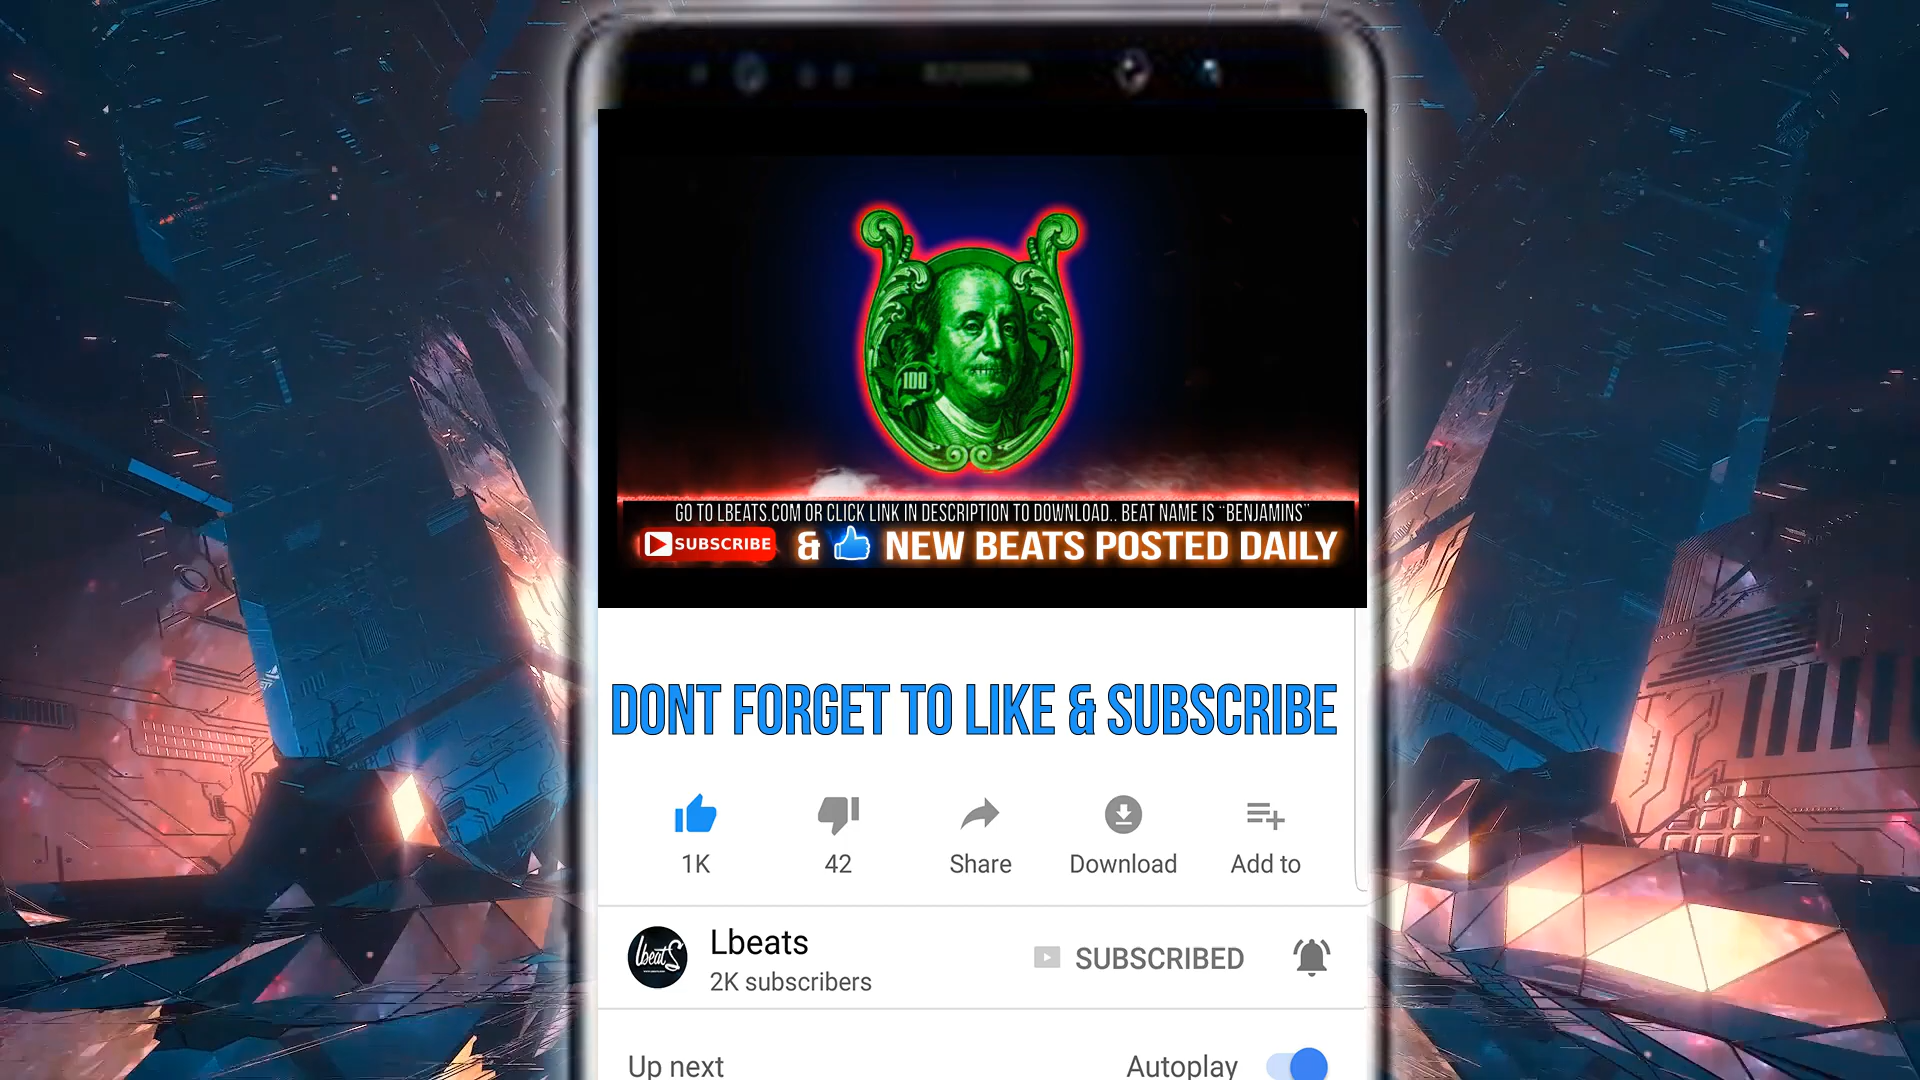 100
GO TO LBEATS.COM OR CLICK LINK IN DESCRIPTION TO DOWNLOAD.. BEAT NAME IS ¨BENJAMINS¨
SUBSCRIBE & NEW BEATS POSTED DAILY
DONT FORGET TO LIKE & SUBSCRIBE
1K 42 Share Download Add to
lbeatS
Lbeats SUBSCRIBED
2K subscribers
Up next Autoplay